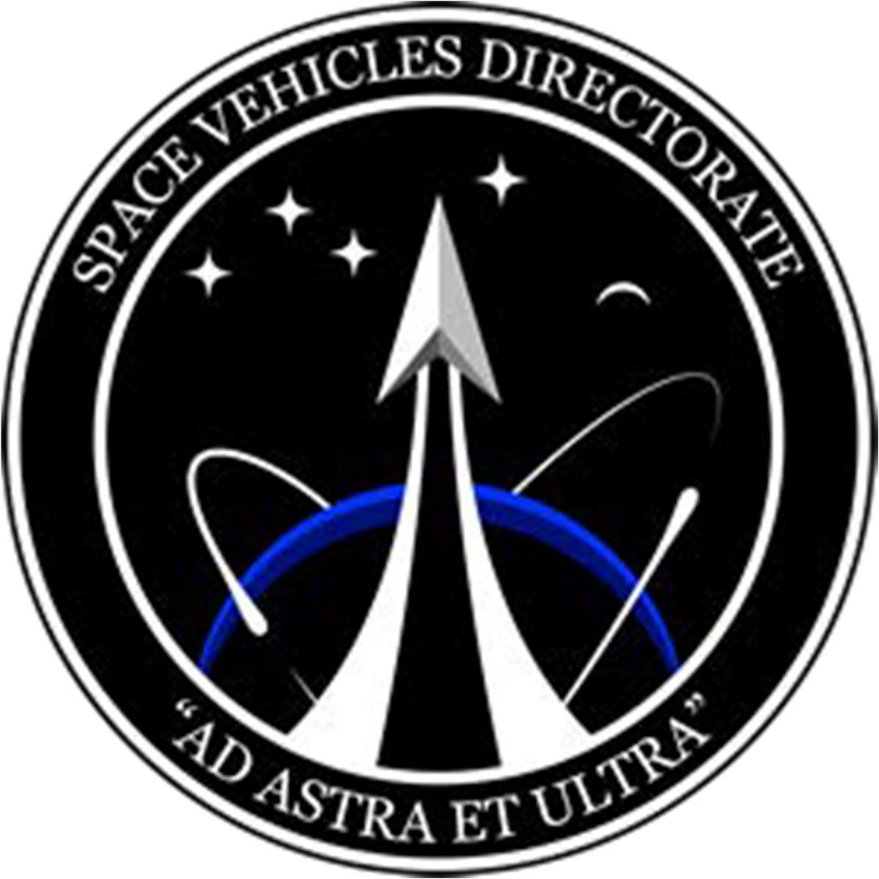 SPACE VEHICLES DIRECTORATE
“AD ASTRA ET ULTRA”